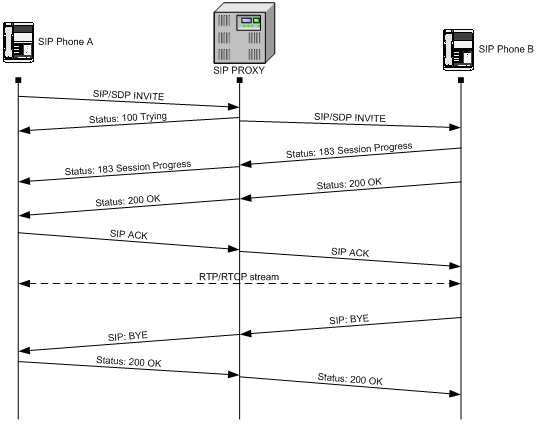 SIP Phone A
SIP PROXY
SIP Phone B
SIP/SDP INVITE
Status: 100 Trying
SIP/SDP INVITE
Status: 183 Session Progress
Status: 183 Session Progress
Status: 200 OK
Status: 200 OK
SIP ACK
SIP ACK
RTP/RTCP stream
SIP: BYE
SIP: BYE
Status: 200 OK
Status: 200 OK